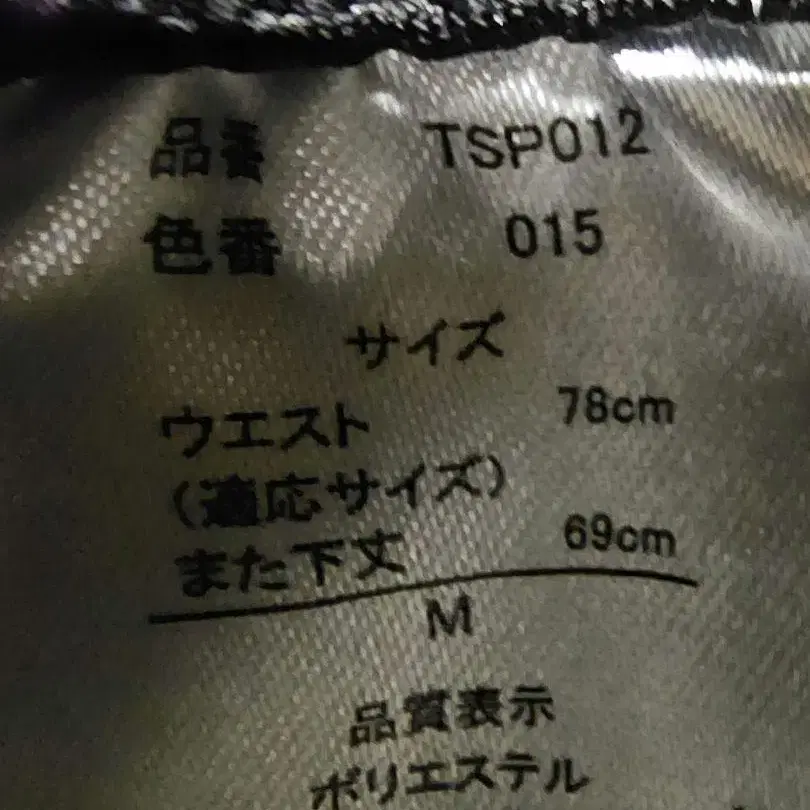 品番 TSP012
色番 015
サイズ
ウエスト 78cm
(適応サイズ)
また下丈 69cm
M
品質表示
ポリエステル